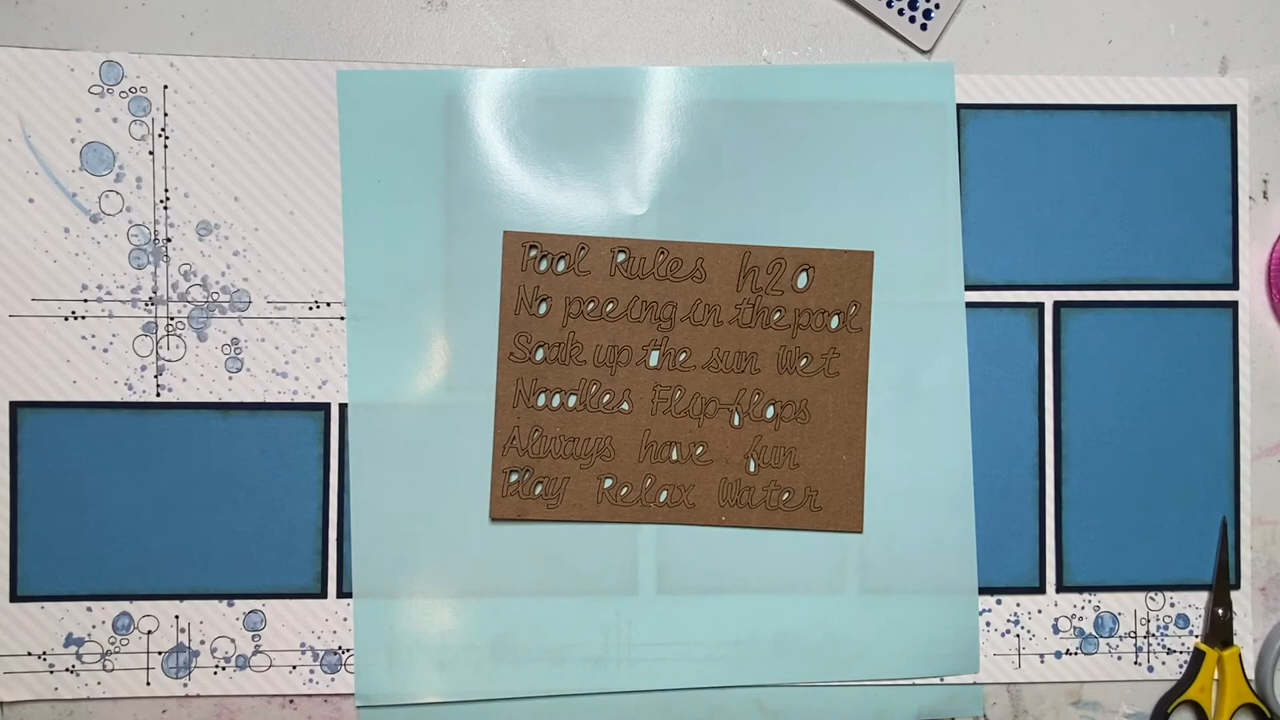 Pool Rules h2o
No peeing in the pool
Soak up the sun Wet
Noodles Flip-flops
Always have fun
Play Relax Water